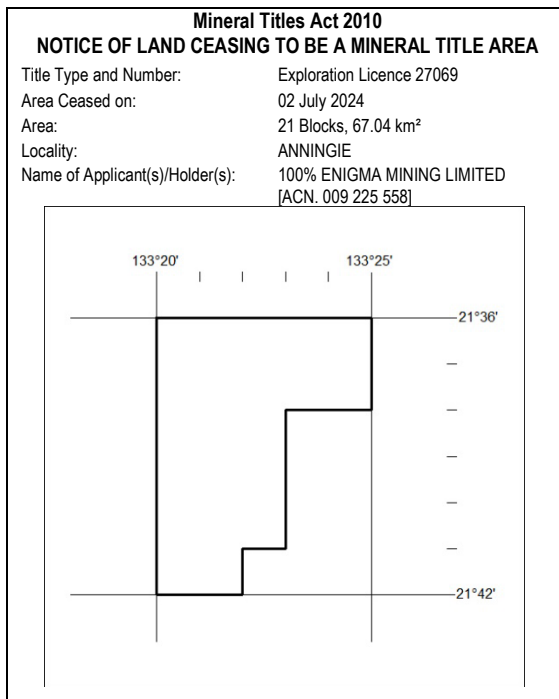 Mineral Titles Act 2010
NOTICE OF LAND CEASING TO BE A MINERAL TITLE AREA
Title Type and Number: Exploration Licence 27069
Area Ceased on: 02 July 2024
Area: 21 Blocks, 67.04 km²
Locality: ANNINGIE
Name of Applicant(s)/Holder(s): 100% ENIGMA MINING LIMITED
[ACN. 009 225 558]
133°20' 133°25'
21°36'
21°42'